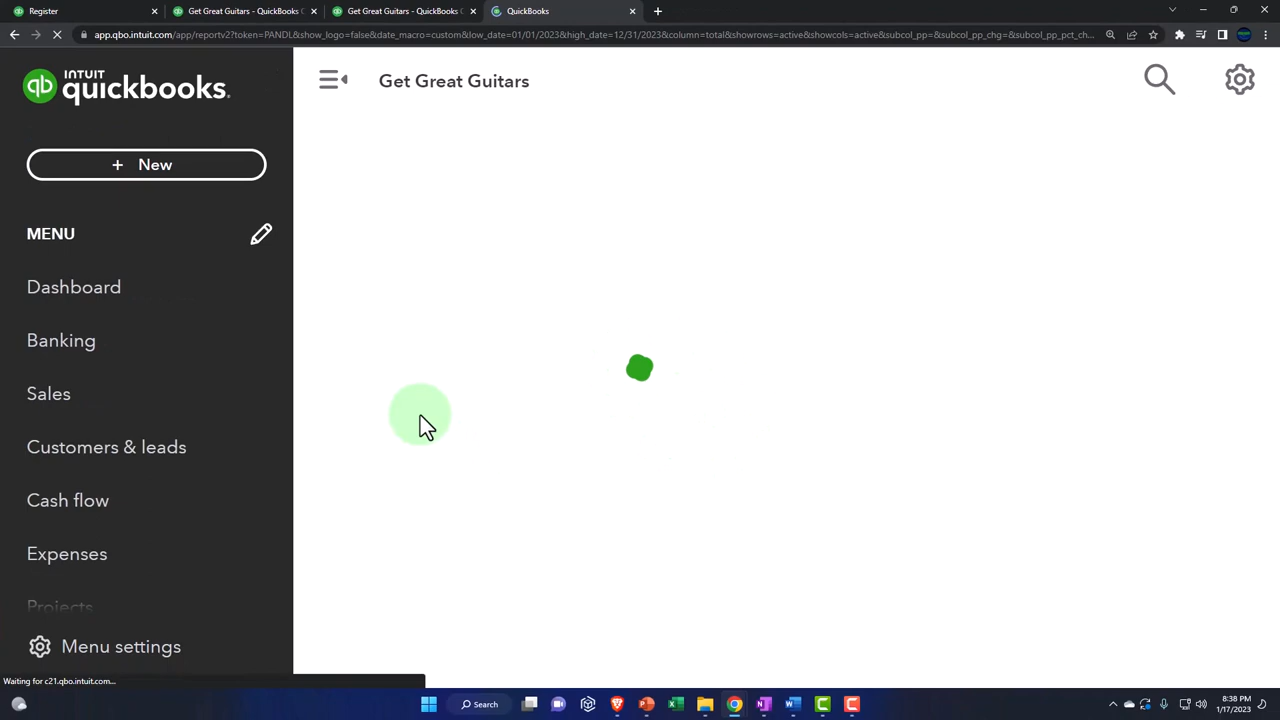 Register
Get Great Guitars - QuickBooks C
Get Great Guitars - QuickBooks C
QuickBooks
app.qbo.intuit.com/app/reportv2?token=PANDL&show_logo=false&date_macro=custom&low_date=01/01/2023&high_date=12/31/2023&column=total&showrows=active&showcols=active&subcol_pp=&subcol_pp_chg=&subcol_pp_pct_ch...
INTUIT
quickbooks.
Get Great Guitars
+ New
MENU
Dashboard
Banking
Sales
Customers & leads
Cash flow
Expenses
Projects
Menu settings
Waiting for c21.qbo.intuit.com...
Search
8:38 PM
1/17/2023